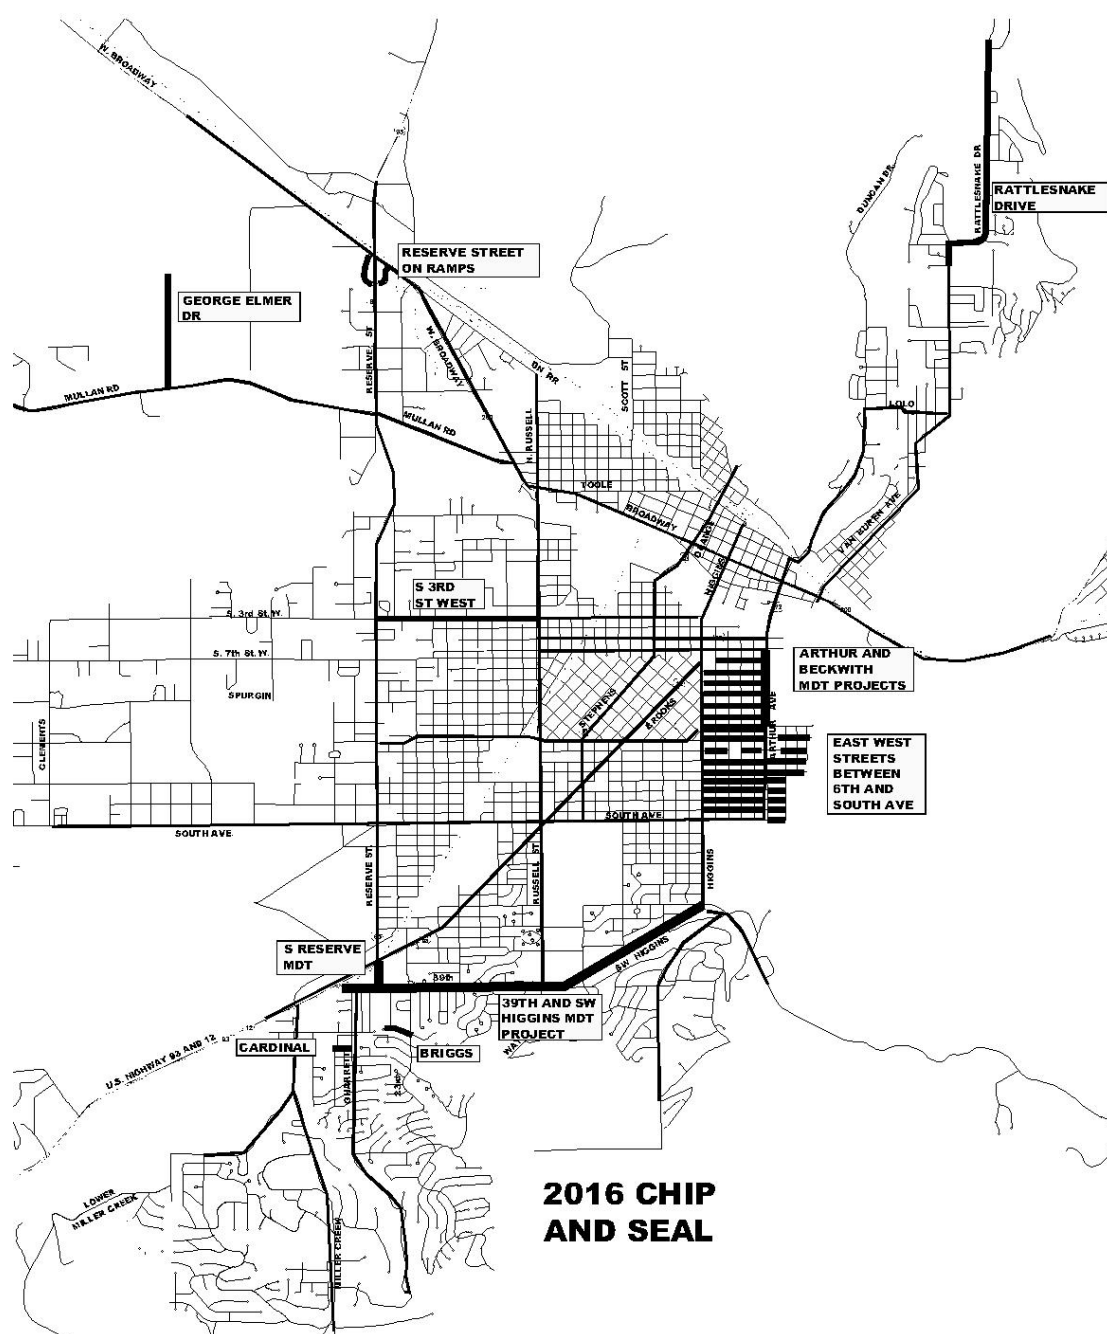 W. BROADWAY
RATTLESNAKE DR
DUNCAN DR
RATTLESNAKE
DRIVE
RESERVE STREET
ON RAMPS
GEORGE ELMER
DR
RESERVE ST
W. BROADWAY
BN RR
SCOTT ST
MULLAN RD
MULLAN RD
N. RUSSELL
LOLO
TOOLE
BROADWAY
ORANGE
HIGGINS
VAN BUREN AVE
S 3RD
ST WEST
S. 3rd St. W.
S. 7th St. W.
SPURGIN
CLEMENTS
STEPHENS
BROOKS
ARTHUR AVE
ARTHUR AND
BECKWITH
MDT PROJECTS
EAST WEST
STREETS
BETWEEN
6TH AND
SOUTH AVE
SOUTH AVE.
SOUTH AVE.
RESERVE ST.
RUSSELL ST
HIGGINS
S RESERVE
MDT
39th
SW HIGGINS
39TH AND SW
HIGGINS MDT
PROJECT
U.S. HIGHWAY 93 AND 12
CARDINAL
BRIGGS
GHARRETT
23rd
LOWER
MILLER CREEK
MILLER CREEK
2016 CHIP
AND SEAL